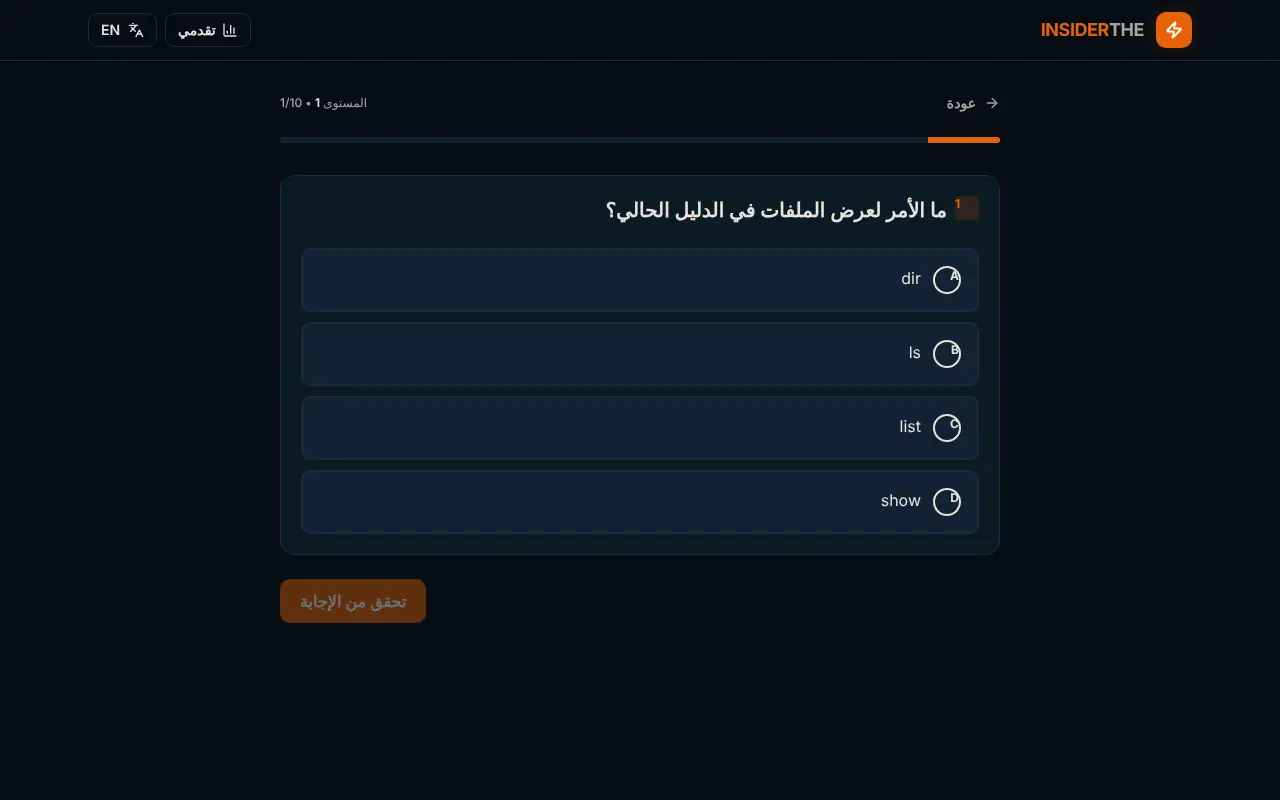 INSIDERTHE
تقدمي
EN
عودة
المستوى 1 • 1/10
1
ما الأمر لعرض الملفات في الدليل الحالي؟
A
dir
B
ls
C
list
D
show
تحقق من الإجابة